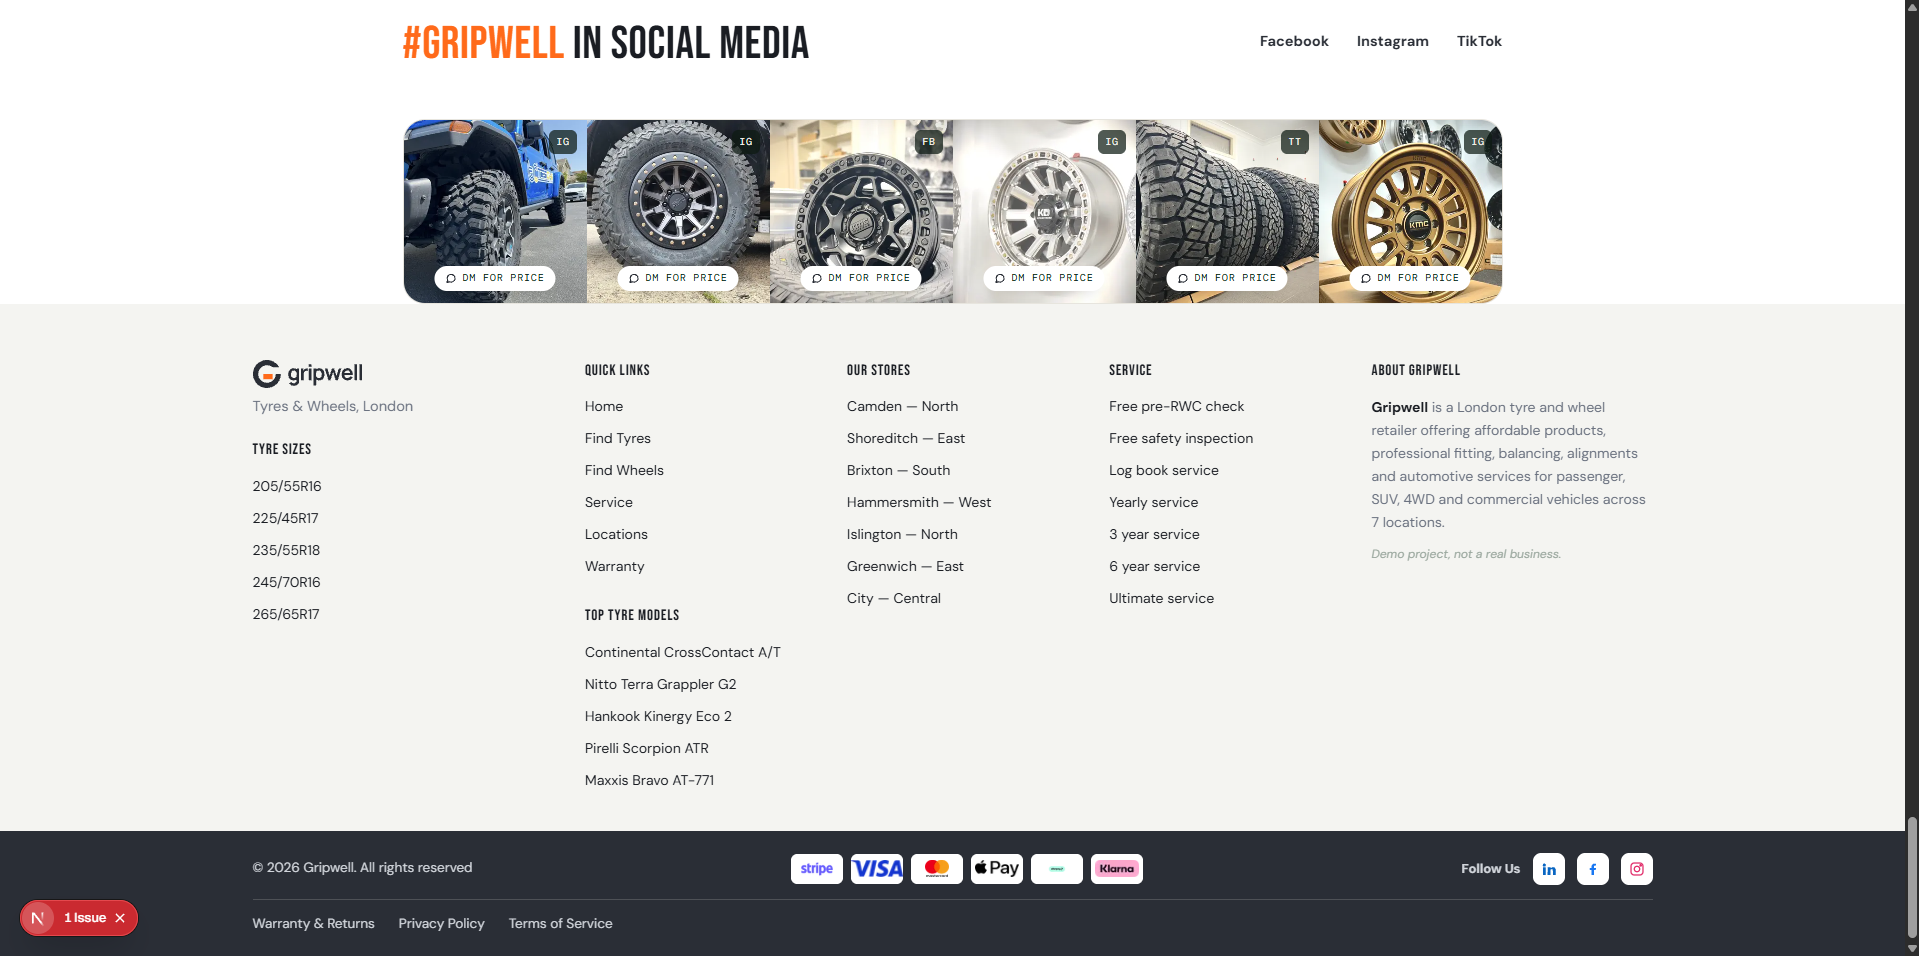 #GRIPWELL IN SOCIAL MEDIA
Facebook Instagram TikTok
IG IG FB IG TT IG
KMC
DM FOR PRICE DM FOR PRICE DM FOR PRICE DM FOR PRICE DM FOR PRICE DM FOR PRICE
gripwell
Tyres & Wheels, London
TYRE SIZES
205/55R16
225/45R17
235/55R18
245/70R16
265/65R17
QUICK LINKS
Home
Find Tyres
Find Wheels
Service
Locations
Warranty
TOP TYRE MODELS
Continental CrossContact A/T
Nitto Terra Grappler G2
Hankook Kinergy Eco 2
Pirelli Scorpion ATR
Maxxis Bravo AT-771
OUR STORES
Camden — North
Shoreditch — East
Brixton — South
Hammersmith — West
Islington — North
Greenwich — East
City — Central
SERVICE
Free pre-RWC check
Free safety inspection
Log book service
Yearly service
3 year service
6 year service
Ultimate service
ABOUT GRIPWELL
Gripwell is a London tyre and wheel
retailer offering affordable products,
professional fitting, balancing, alignments
and automotive services for passenger,
SUV, 4WD and commercial vehicles across
7 locations.
Demo project, not a real business.
© 2026 Gripwell. All rights reserved
stripe VISA mastercard Pay Klarna
Follow Us in f
N 1 Issue
Warranty & Returns Privacy Policy Terms of Service